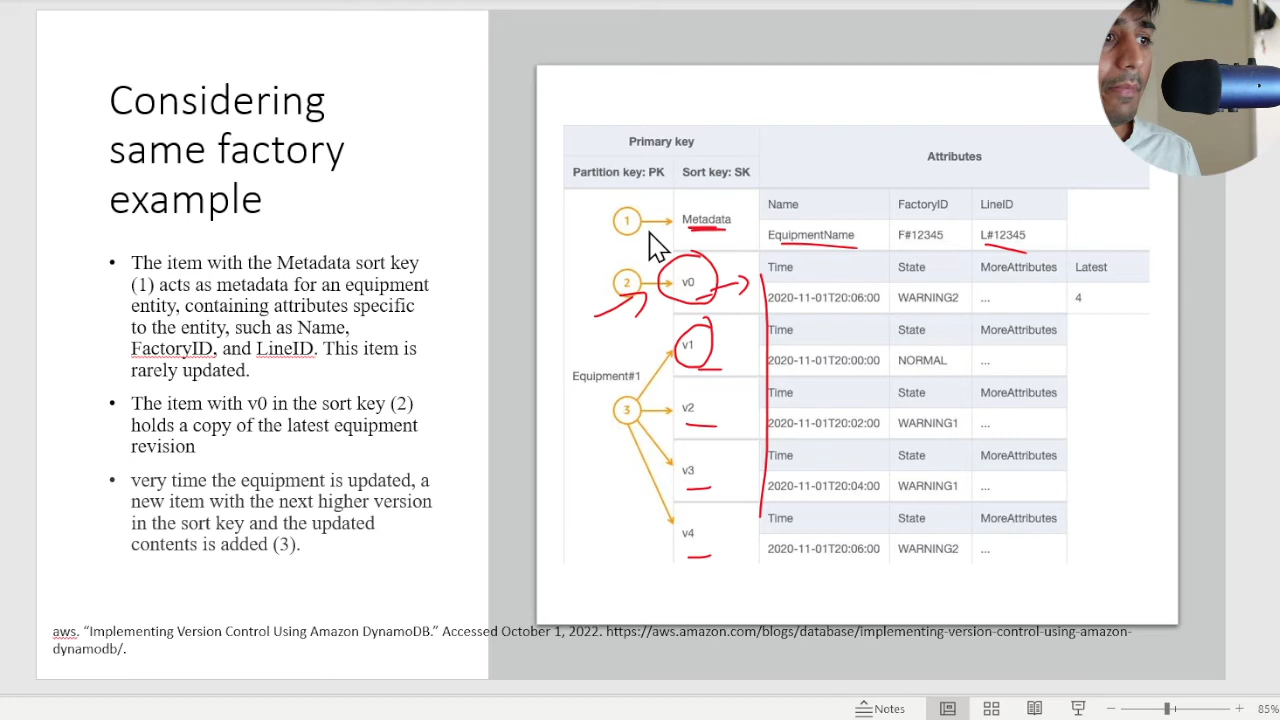 Considering
same factory
example
• The item with the Metadata sort key
(1) acts as metadata for an equipment
entity, containing attributes specific
to the entity, such as Name,
FactoryID, and LineID. This item is
rarely updated.
• The item with v0 in the sort key (2)
holds a copy of the latest equipment
revision
• very time the equipment is updated, a
new item with the next higher version
in the sort key and the updated
contents is added (3).
Primary key
Attributes
Partition key: PK Sort key: SK
1 Metadata
Name FactoryID LineID
EquipmentName F#12345 L#12345
2 v0
Time State MoreAttributes Latest
2020-11-01T20:06:00 WARNING2 ... 4
Equipment#1
3
v1
Time State MoreAttributes
2020-11-01T20:00:00 NORMAL ...
v2
Time State MoreAttributes
2020-11-01T20:02:00 WARNING1 ...
v3
Time State MoreAttributes
2020-11-01T20:04:00 WARNING1 ...
v4
Time State MoreAttributes
2020-11-01T20:06:00 WARNING2 ...
aws. “Implementing Version Control Using Amazon DynamoDB.” Accessed October 1, 2022. https://aws.amazon.com/blogs/database/implementing-version-control-using-amazon-
dynamodb/.
Notes
85%